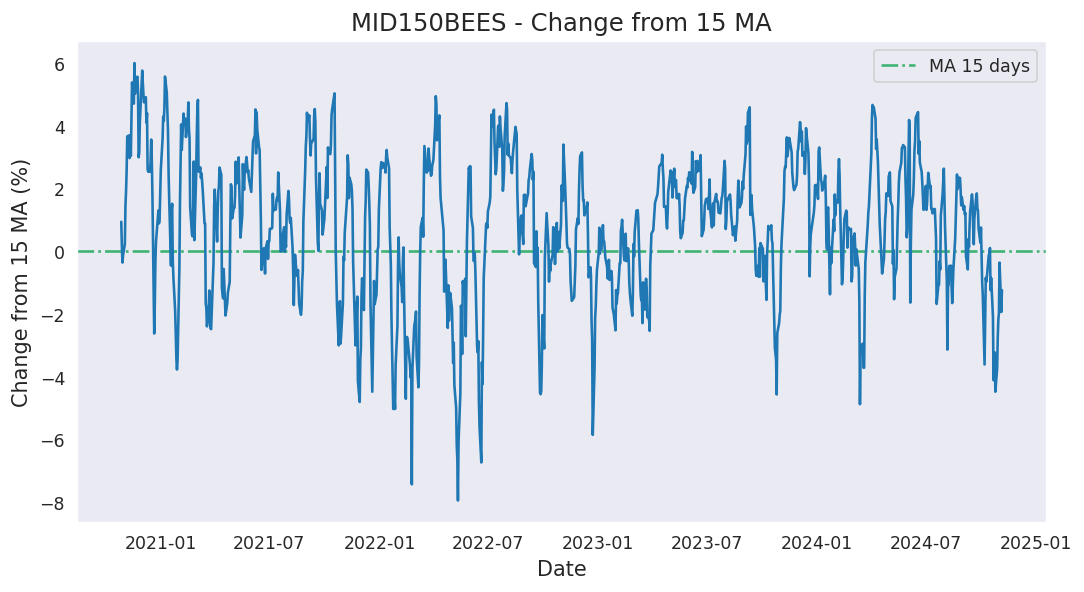 MID150BEES - Change from 15 MA
MA 15 days
Change from 15 MA (%)
6
4
2
0
−2
−4
−6
−8
2021-01 2021-07 2022-01 2022-07 2023-01 2023-07 2024-01 2024-07 2025-01
Date